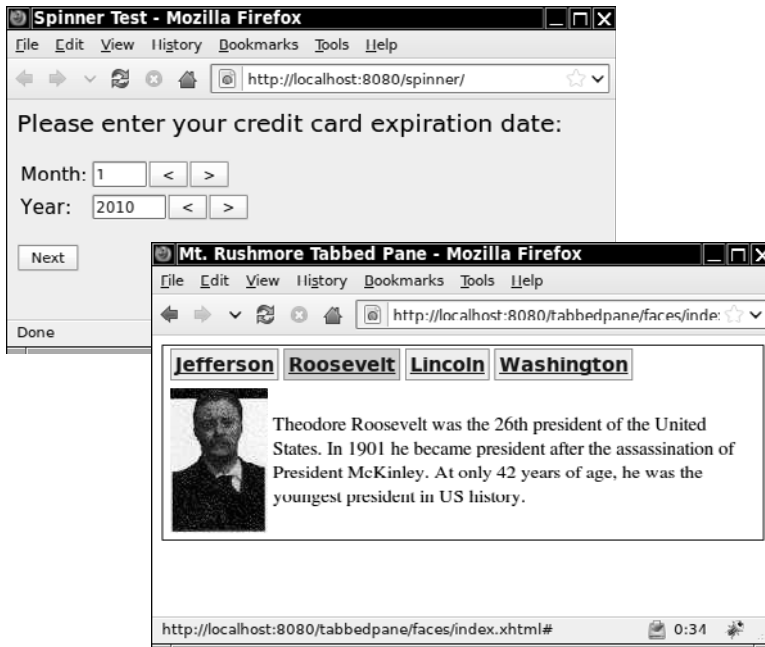 Spinner Test - Mozilla Firefox
File Edit View History Bookmarks Tools Help
http://localhost:8080/spinner/
Please enter your credit card expiration date:
Month: 1 < >
Year: 2010 < >
Next
Done
Mt. Rushmore Tabbed Pane - Mozilla Firefox
File Edit View History Bookmarks Tools Help
http://localhost:8080/tabbedpane/faces/inde
Jefferson Roosevelt Lincoln Washington
Theodore Roosevelt was the 26th president of the United
States. In 1901 he became president after the assassination of
President McKinley. At only 42 years of age, he was the
youngest president in US history.
http://localhost:8080/tabbedpane/faces/index.xhtml# 0:34